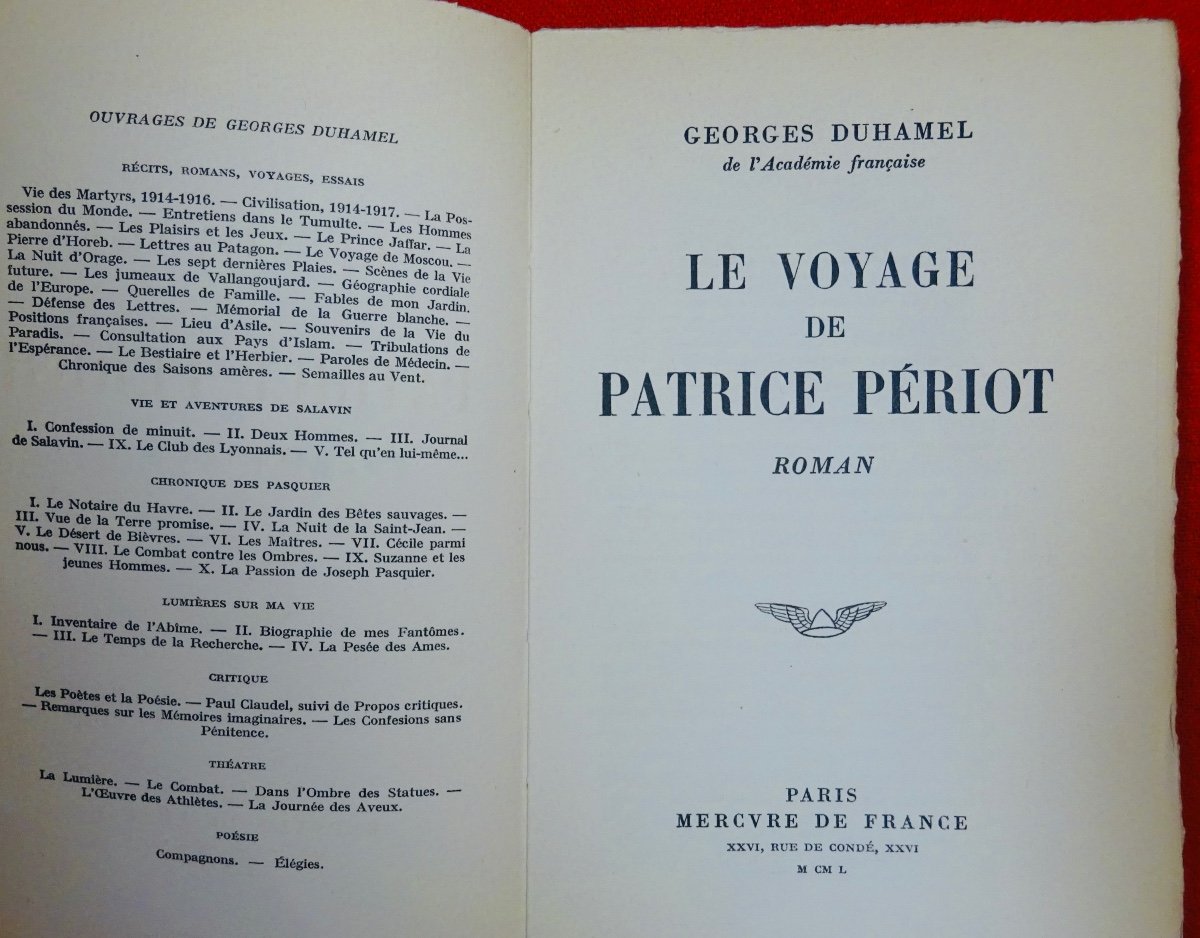 OUVRAGES DE GEORGES DUHAMEL
RÉCITS, ROMANS, VOYAGES, ESSAIS
Vie des Martyrs, 1914-1916. — Civilisation, 1914-1917. — La Pos-
session du Monde. — Entretiens dans le Tumulte. — Les Hommes
abandonnés. — Les Plaisirs et les Jeux. — Le Prince Jaffar. — La
Pierre d'Horeb. — Lettres au Patagon. — Le Voyage de Moscou. —
La Nuit d'Orage. — Les sept dernières Plaies. — Scènes de la Vie
future. — Les jumeaux de Vallangoujard. — Géographie cordiale
de l'Europe. — Querelles de Famille. — Fables de mon Jardin.
— Défense des Lettres. — Mémorial de la Guerre blanche. —
Positions françaises. — Lieu d'Asile. — Souvenirs de la Vie du
Paradis. — Consultation aux Pays d'Islam. — Tribulations de
l'Espérance. — Le Bestiaire et l'Herbier. — Paroles de Médecin. —
Chronique des Saisons amères. — Semailles au Vent.
VIE ET AVENTURES DE SALAVIN
I. Confession de minuit. — II. Deux Hommes. — III. Journal
de Salavin. — IX. Le Club des Lyonnais. — V. Tel qu'en lui-même...
CHRONIQUE DES PASQUIER
I. Le Notaire du Havre. — II. Le Jardin des Bêtes sauvages. —
III. Vue de la Terre promise. — IV. La Nuit de la Saint-Jean. —
V. Le Désert de Bièvres. — VI. Les Maîtres. — VII. Cécile parmi
nous. — VIII. Le Combat contre les Ombres. — IX. Suzanne et les
jeunes Hommes. — X. La Passion de Joseph Pasquier.
LUMIÈRES SUR MA VIE
I. Inventaire de l'Abîme. — II. Biographie de mes Fantômes.
— III. Le Temps de la Recherche. — IV. La Pesée des Ames.
CRITIQUE
Les Poètes et la Poésie. — Paul Claudel, suivi de Propos critiques.
— Remarques sur les Mémoires imaginaires. — Les Confesions sans
Pénitence.
THÉATRE
La Lumière. — Le Combat. — Dans l'Ombre des Statues. —
L'Œuvre des Athlètes. — La Journée des Aveux.
POÉSIE
Compagnons. — Élégies.
GEORGES DUHAMEL
de l'Académie française
LE VOYAGE
DE
PATRICE PÉRIOT
ROMAN
PARIS
MERCVRE DE FRANCE
XXVI, RUE DE CONDÉ, XXVI
M CM L